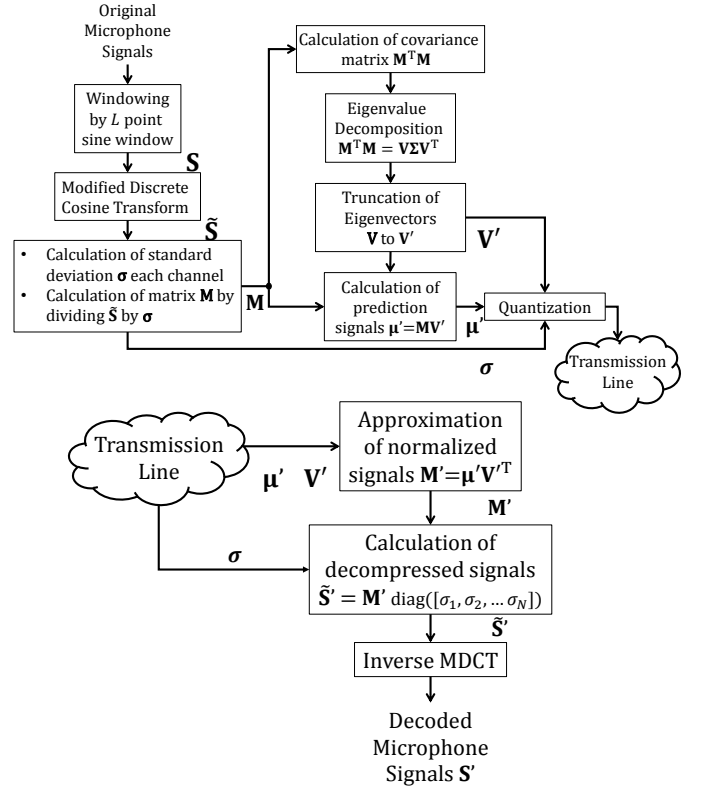 Original
Microphone
Signals
Windowing
by L point
sine window
S
Modified Discrete
Cosine Transform
S̃
• Calculation of standard
deviation σ each channel
• Calculation of matrix M by
dividing S̃ by σ
M
Calculation of covariance
matrix MᵀM
Eigenvalue
Decomposition
MᵀM = VΣVᵀ
Truncation of
Eigenvectors
V to V′
V′
Calculation of
prediction
signals μ'=MV′
μ'
Quantization
σ
Transmission
Line
Transmission
Line
μ' V′
Approximation
of normalized
signals M'=μ'V′ᵀ
M'
σ
Calculation of
decompressed signals
S̃' = M' diag([σ₁, σ₂, … σ_N])
S̃'
Inverse MDCT
Decoded
Microphone
Signals S'